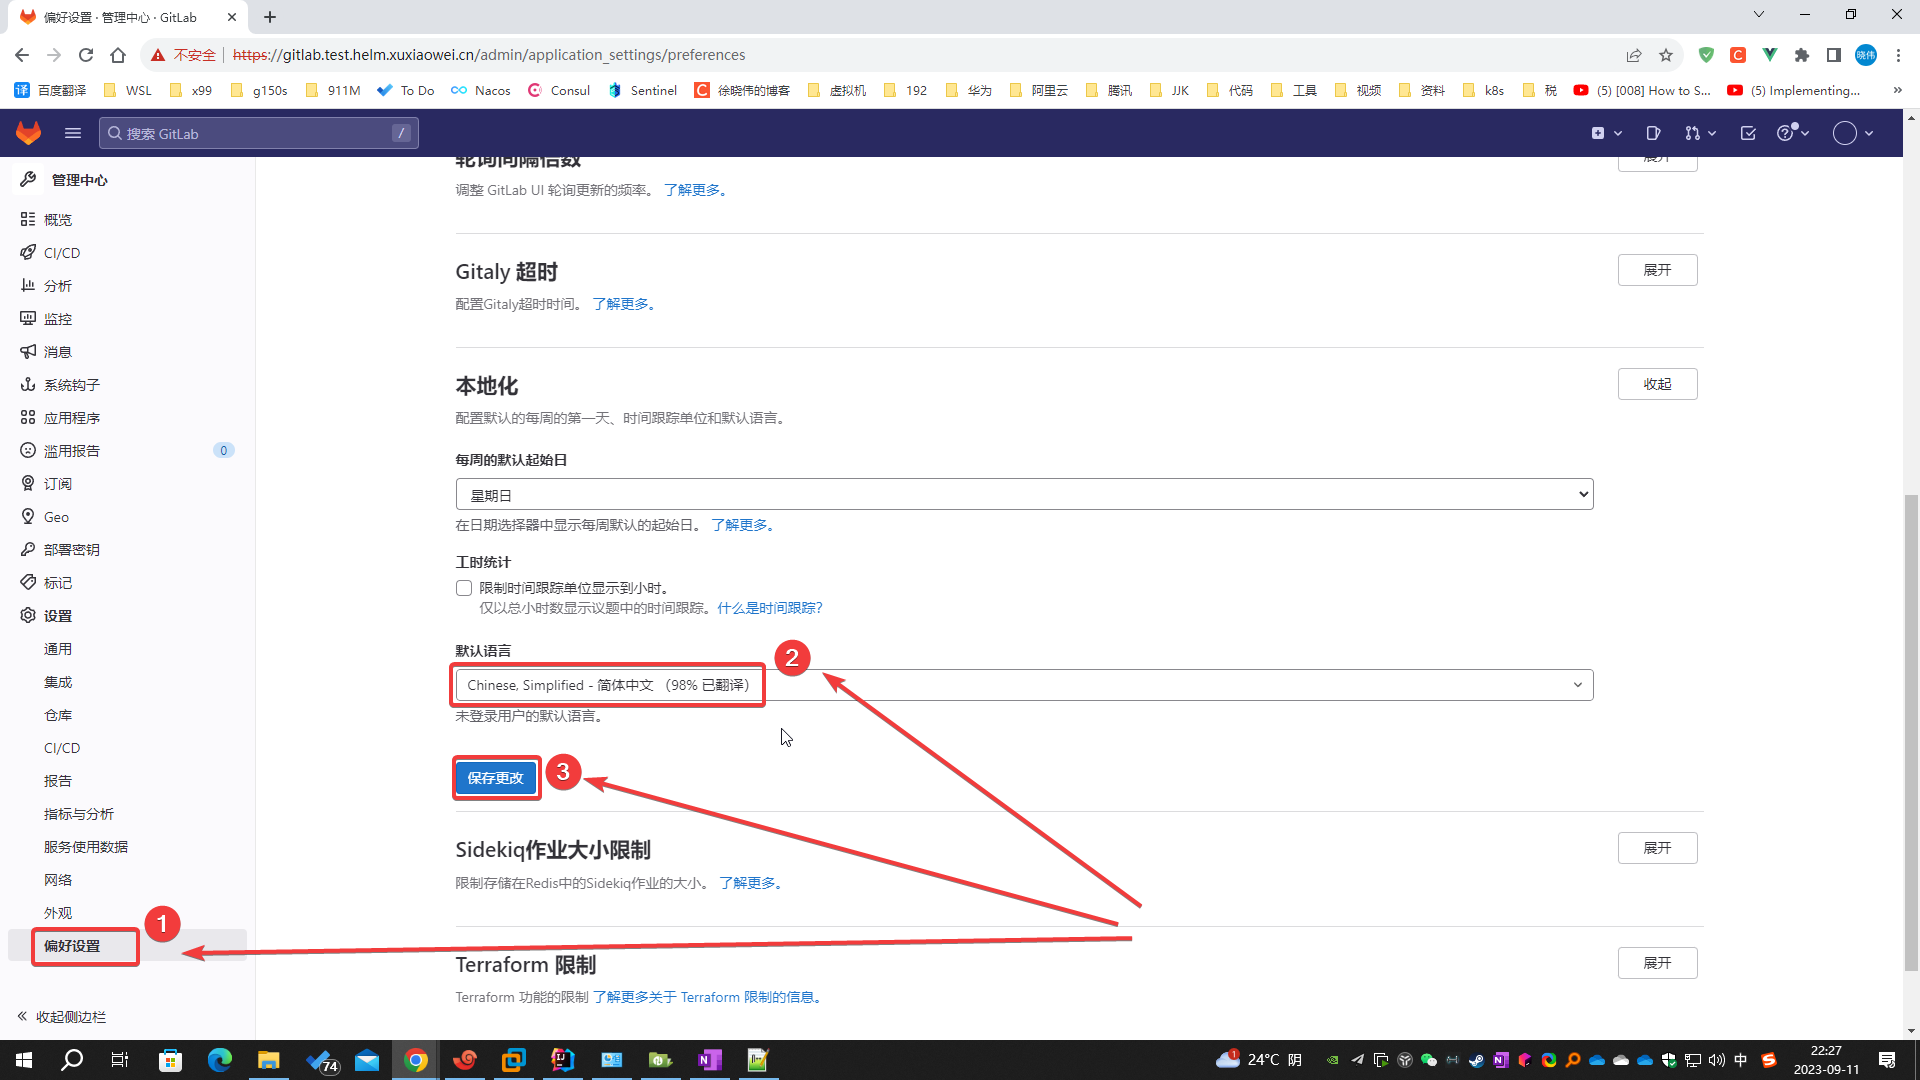 偏好设置 · 管理中心 · GitLab
不安全 https://gitlab.test.helm.xuxiaowei.cn/admin/application_settings/preferences
晓伟
译 百度翻译 WSL x99 g150s 911M To Do Nacos Consul Sentinel C 徐晓伟的博客 虚拟机 192 华为 阿里云 腾讯 JJK 代码 工具 视频 资料 k8s 税 (5) [008] How to S... (5) Implementing... »
搜索 GitLab /
管理中心
概览
CI/CD
分析
监控
消息
系统钩子
应用程序
滥用报告 0
订阅
Geo
部署密钥
标记
设置
通用
集成
仓库
CI/CD
报告
指标与分析
服务使用数据
网络
外观
偏好设置
1
收起侧边栏
轮询间隔倍数
展开
调整 GitLab UI 轮询更新的频率。 了解更多。
Gitaly 超时
展开
配置Gitaly超时时间。 了解更多。
本地化
收起
配置默认的每周的第一天、时间跟踪单位和默认语言。
每周的默认起始日
星期日
在日期选择器中显示每周默认的起始日。 了解更多。
工时统计
限制时间跟踪单位显示到小时。
仅以总小时数显示议题中的时间跟踪。什么是时间跟踪?
默认语言
2
Chinese, Simplified - 简体中文 （98% 已翻译）
未登录用户的默认语言。
保存更改
3
Sidekiq作业大小限制
展开
限制存储在Redis中的Sidekiq作业的大小。 了解更多。
Terraform 限制
展开
Terraform 功能的限制 了解更多关于 Terraform 限制的信息。
74
1
24°C 阴
中
22:27
2023-09-11